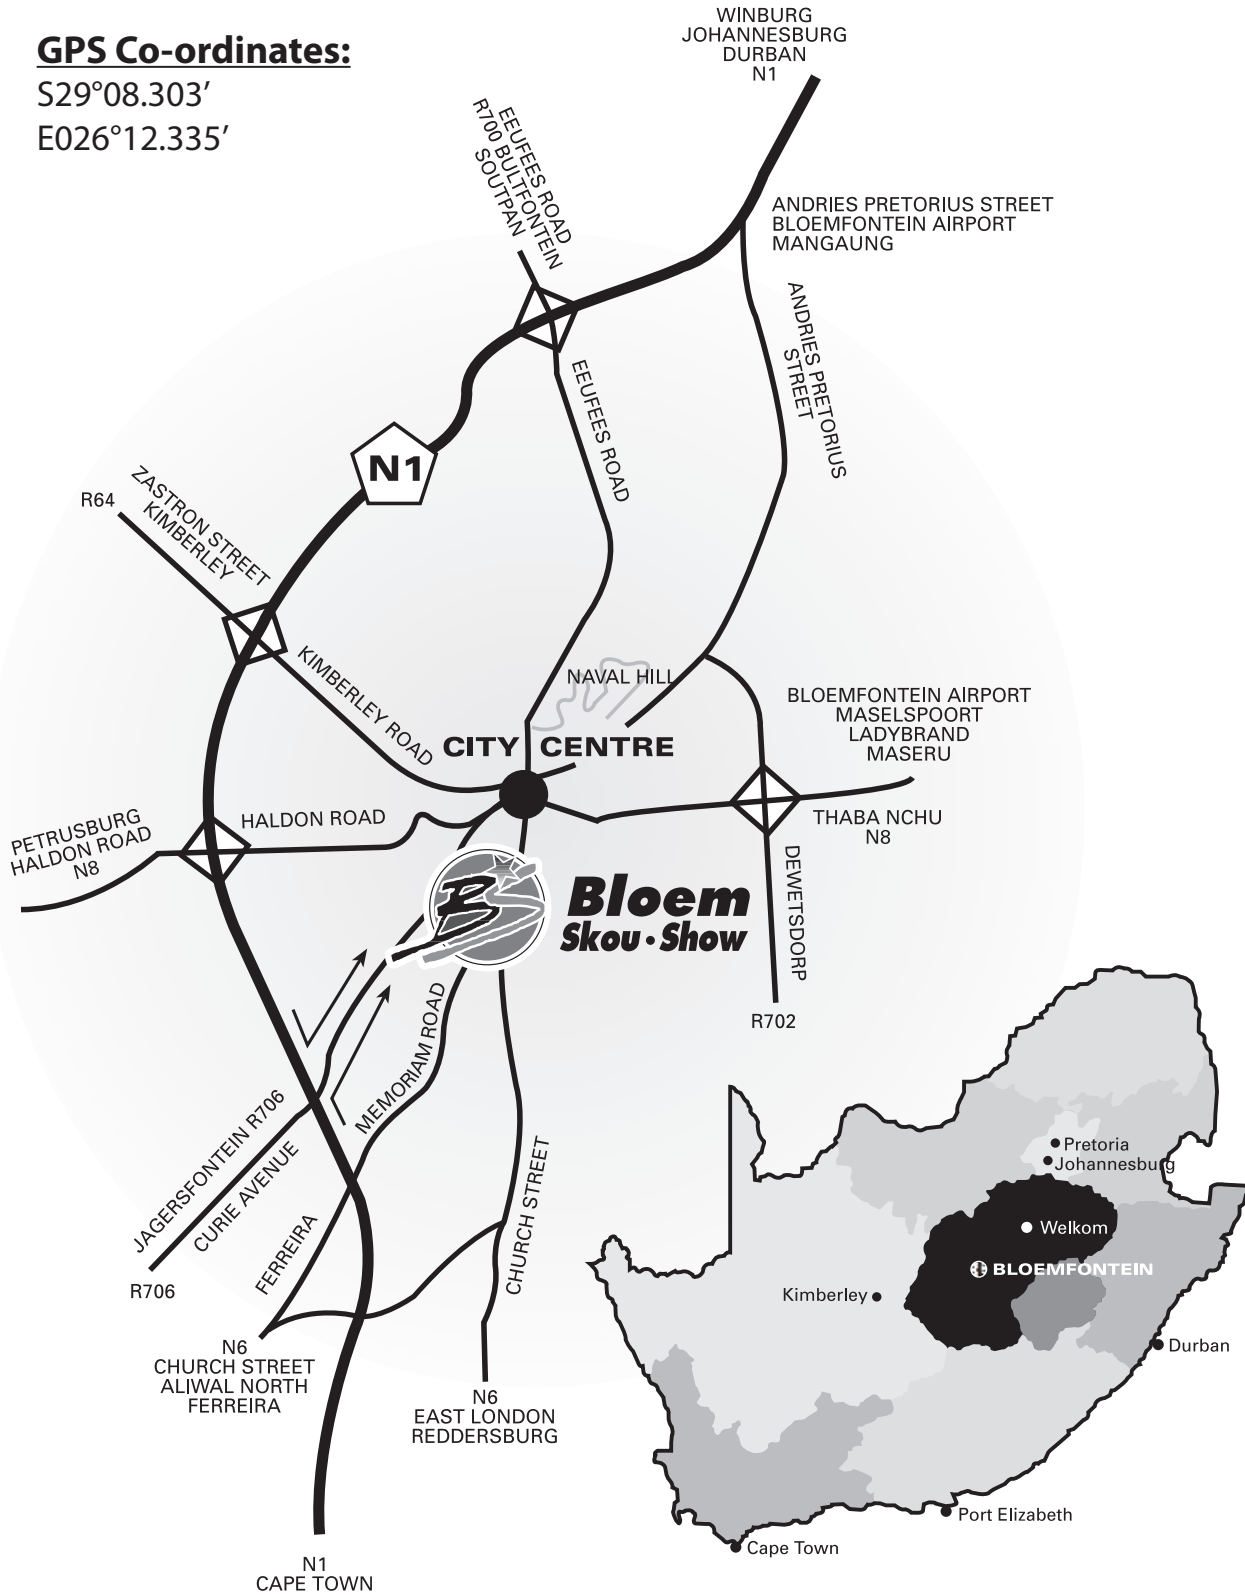 GPS Co-ordinates:
S29°08.303′
E026°12.335′
WINBURG
JOHANNESBURG
DURBAN
N1
EEUFEES ROAD
R700 BULTFONTEIN
SOUTPAN
ANDRIES PRETORIUS STREET
BLOEMFONTEIN AIRPORT
MANGAUNG
ANDRIES PRETORIUS
STREET
EEUFEES ROAD
N1
R64
ZASTRON STREET
KIMBERLEY
KIMBERLEY ROAD
NAVAL HILL
CITY CENTRE
BLOEMFONTEIN AIRPORT
MASELSPOORT
LADYBRAND
MASERU
THABA NCHU
N8
PETRUSBURG
HALDON ROAD
N8
HALDON ROAD
BS
Bloem
Skou • Show
DEWETSDORP
R702
MEMORIAM ROAD
JAGERSFONTEIN R706
CURIE AVENUE
R706
FERREIRA
CHURCH STREET
N6
CHURCH STREET
ALIWAL NORTH
FERREIRA
N6
EAST LONDON
REDDERSBURG
N1
CAPE TOWN
Pretoria
Johannesburg
Welkom
BLOEMFONTEIN
Kimberley
Durban
Port Elizabeth
Cape Town